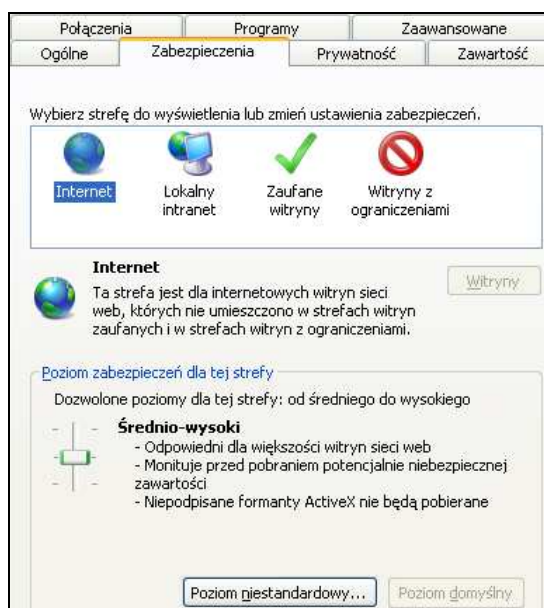 Połączenia Programy Zaawansowane
Ogólne Zabezpieczenia Prywatność Zawartość
Wybierz strefę do wyświetlenia lub zmień ustawienia zabezpieczeń.
Internet Lokalny intranet Zaufane witryny Witryny z ograniczeniami
Internet
Ta strefa jest dla internetowych witryn sieci
web, których nie umieszczono w strefach witryn
zaufanych i w strefach witryn z ograniczeniami.
Witryny
Poziom zabezpieczeń dla tej strefy
Dozwolone poziomy dla tej strefy: od średniego do wysokiego
Średnio-wysoki
- Odpowiedni dla większości witryn sieci web
- Monituje przed pobraniem potencjalnie niebezpiecznej
zawartości
- Niepodpisane formanty ActiveX nie będą pobierane
Poziom niestandardowy... Poziom domyślny